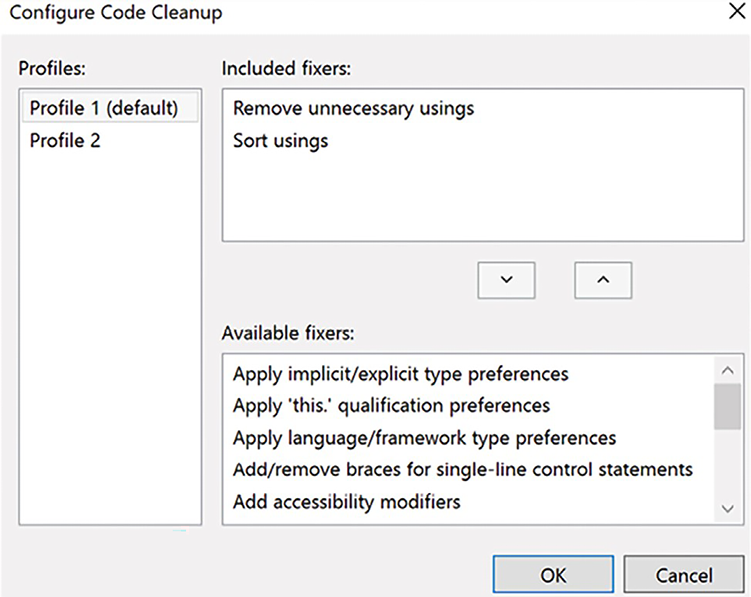 Configure Code Cleanup
Profiles:
Profile 1 (default)
Profile 2
Included fixers:
Remove unnecessary usings
Sort usings
Available fixers:
Apply implicit/explicit type preferences
Apply 'this.' qualification preferences
Apply language/framework type preferences
Add/remove braces for single-line control statements
Add accessibility modifiers
OK
Cancel